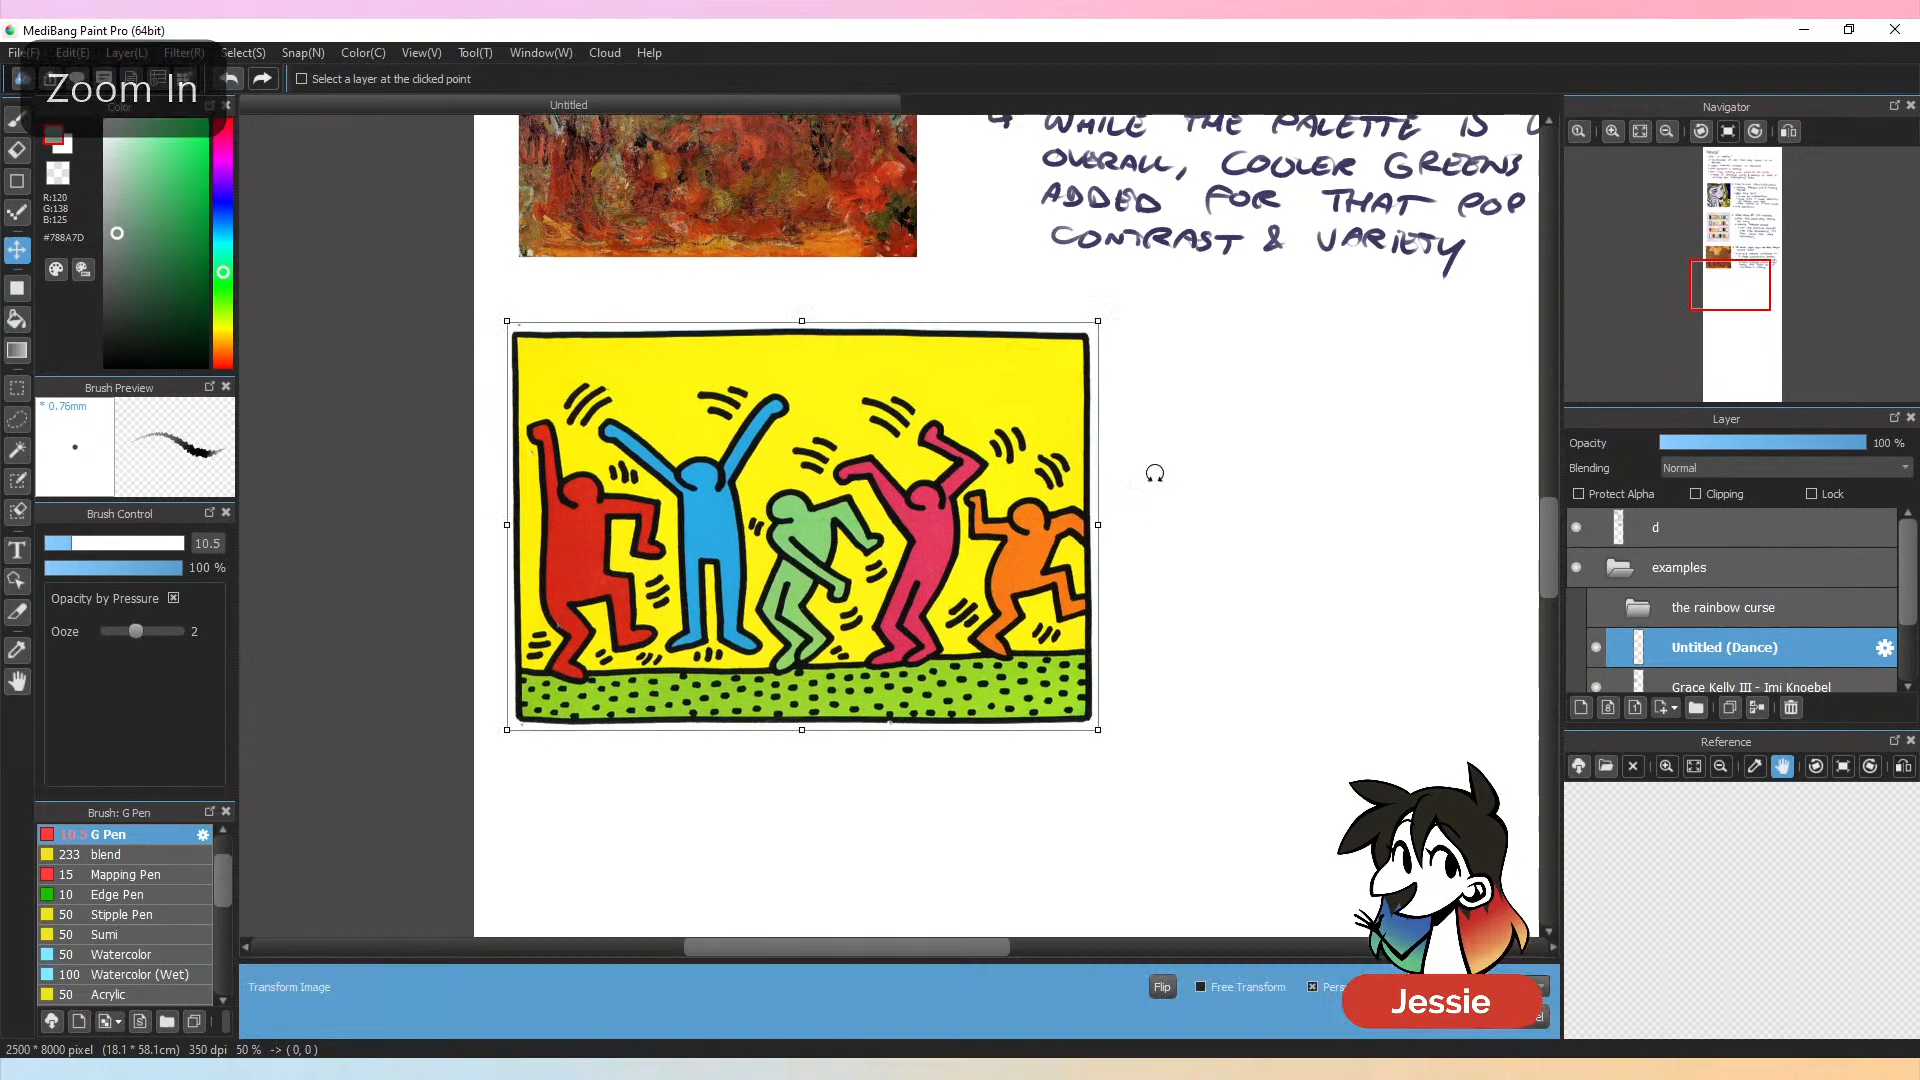 MediBang Paint Pro (64bit)
File(F) Edit(E) Layer(L) Filter(R) Select(S) Snap(N) Color(C) View(V) Tool(T) Window(W) Cloud Help
Zoom In
Select a layer at the clicked point
Color
Untitled
Navigator
R:120
G:138
B:125
#788A7D
WHILE THE PALETTE IS
OVERALL, COOLER GREENS
ADDED FOR THAT POP
CONTRAST & VARIETY
Brush Preview
* 0.76mm
Brush Control
10.5
100 %
Opacity by Pressure
Ooze 2
Brush: G Pen
10.5 G Pen
233 blend
15 Mapping Pen
10 Edge Pen
50 Stipple Pen
50 Sumi
50 Watercolor
100 Watercolor (Wet)
50 Acrylic
Layer
Opacity 100 %
Blending Normal
Protect Alpha Clipping Lock
d
examples
the rainbow curse
Untitled (Dance)
Grace Kelly III - Imi Knoebel
Reference
Transform Image
Flip Free Transform
Jessie
2500 * 8000 pixel (18.1 * 58.1cm) 350 dpi 50 % -> ( 0, 0 )